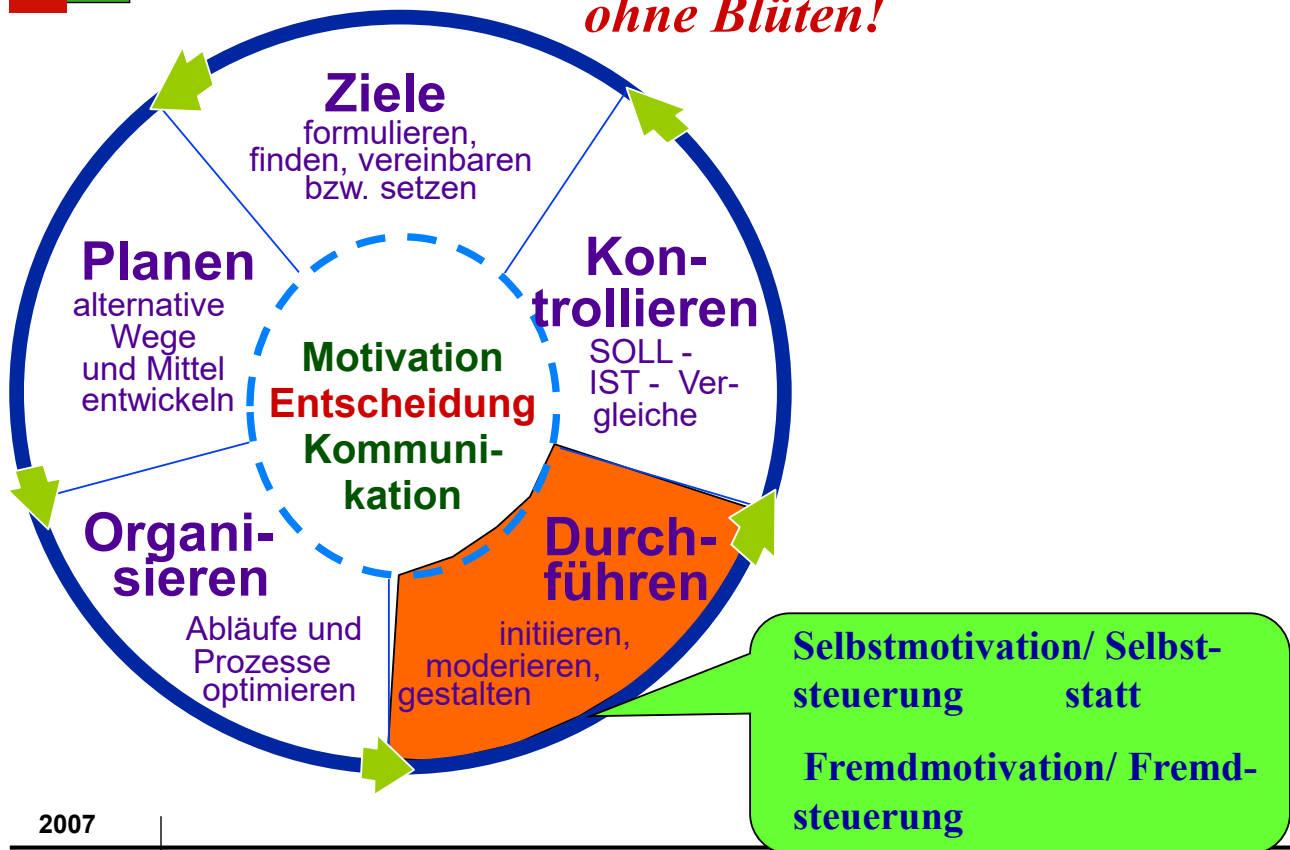 ohne Blüten!
Ziele
formulieren,
finden, vereinbaren
bzw. setzen
Planen
alternative
Wege
und Mittel
entwickeln
Kon-
trollieren
SOLL -
IST - Ver-
gleiche
Motivation
Entscheidung
Kommuni-
kation
Organi-
sieren
Abläufe und
Prozesse
optimieren
Durch-
führen
initiieren,
moderieren,
gestalten
Selbstmotivation/ Selbst-
steuerung statt
Fremdmotivation/ Fremd-
steuerung
2007